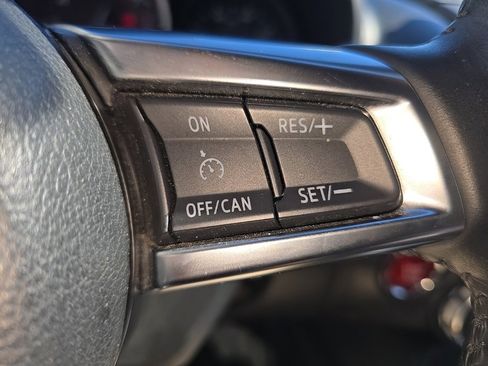 ON
OFF/CAN
RES/+
SET/—